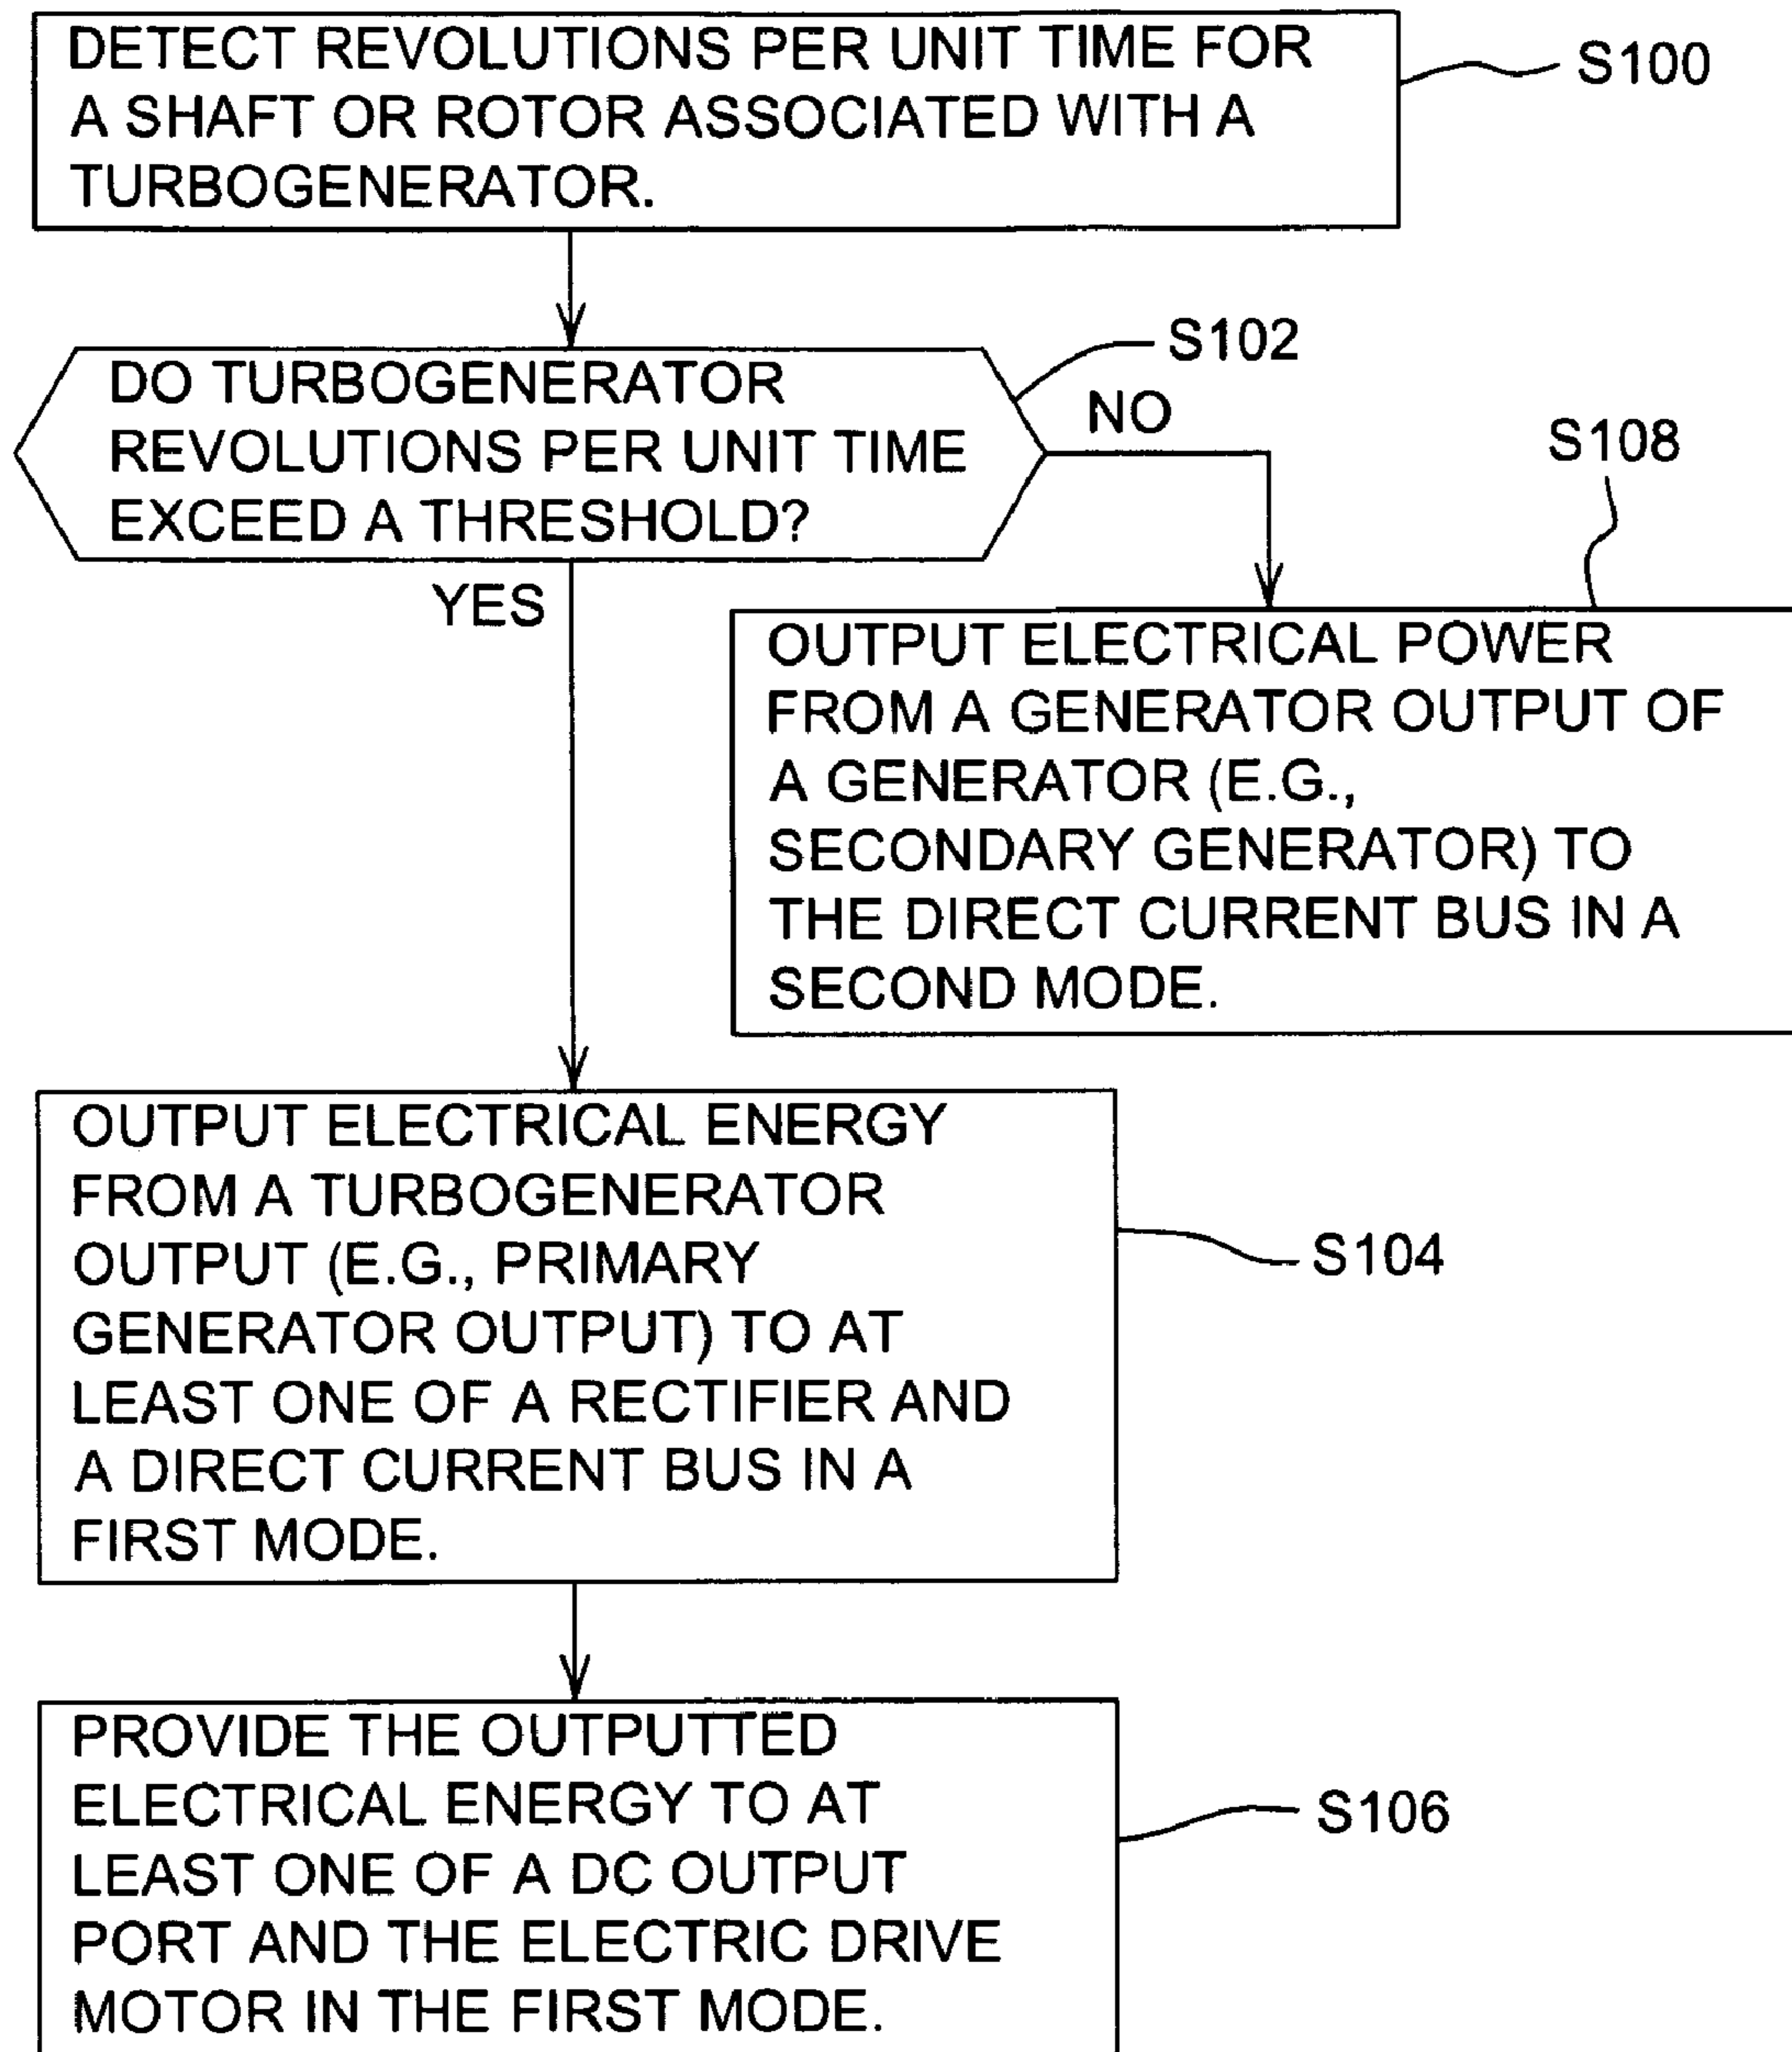 DETECT REVOLUTIONS PER UNIT TIME FOR
A SHAFT OR ROTOR ASSOCIATED WITH A
TURBOGENERATOR.
S100
DO TURBOGENERATOR
REVOLUTIONS PER UNIT TIME
EXCEED A THRESHOLD?
S102
NO
YES
S108
OUTPUT ELECTRICAL POWER
FROM A GENERATOR OUTPUT OF
A GENERATOR (E.G.,
SECONDARY GENERATOR) TO
THE DIRECT CURRENT BUS IN A
SECOND MODE.
OUTPUT ELECTRICAL ENERGY
FROM A TURBOGENERATOR
OUTPUT (E.G., PRIMARY
GENERATOR OUTPUT) TO AT
LEAST ONE OF A RECTIFIER AND
A DIRECT CURRENT BUS IN A
FIRST MODE.
S104
PROVIDE THE OUTPUTTED
ELECTRICAL ENERGY TO AT
LEAST ONE OF A DC OUTPUT
PORT AND THE ELECTRIC DRIVE
MOTOR IN THE FIRST MODE.
S106